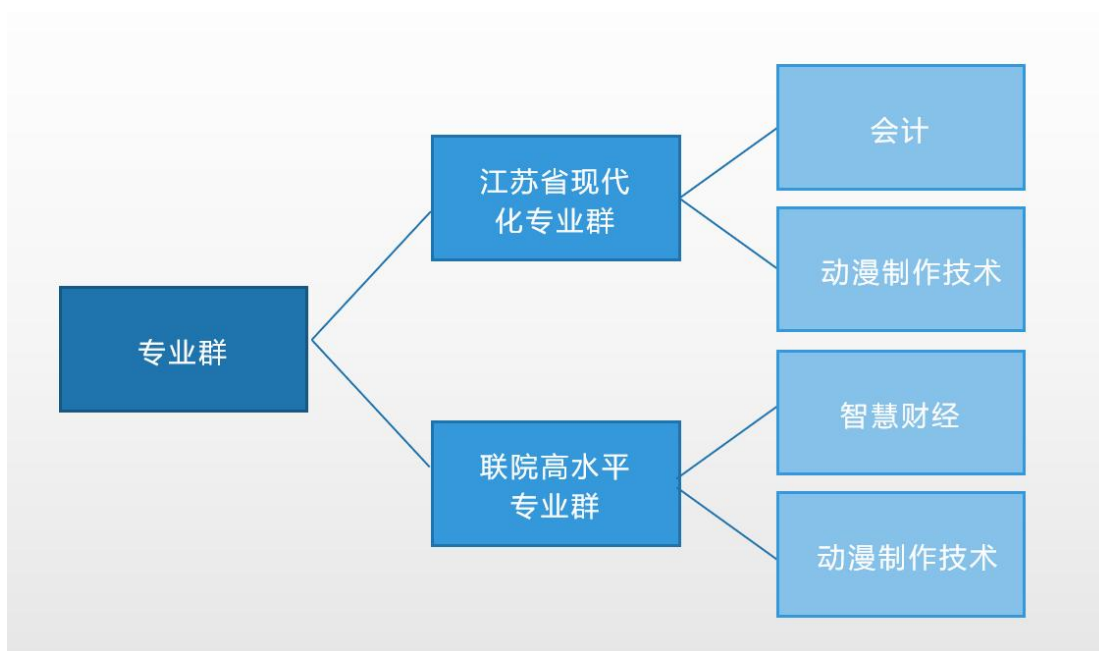 专业群
江苏省现代
化专业群
会计
动漫制作技术
联院高水平
专业群
智慧财经
动漫制作技术